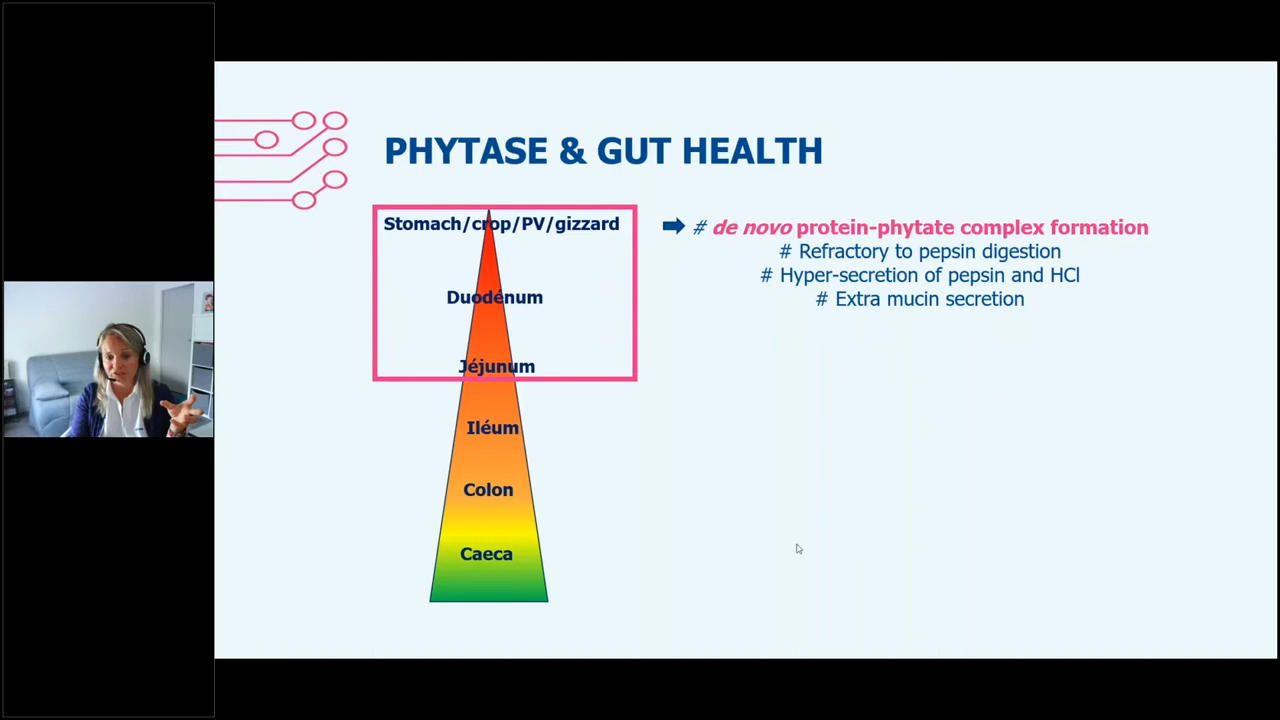 PHYTASE & GUT HEALTH
Stomach/crop/PV/gizzard
Duodénum
Jéjunum
Iléum
Colon
Caeca
# de novo protein-phytate complex formation
# Refractory to pepsin digestion
# Hyper-secretion of pepsin and HCl
# Extra mucin secretion